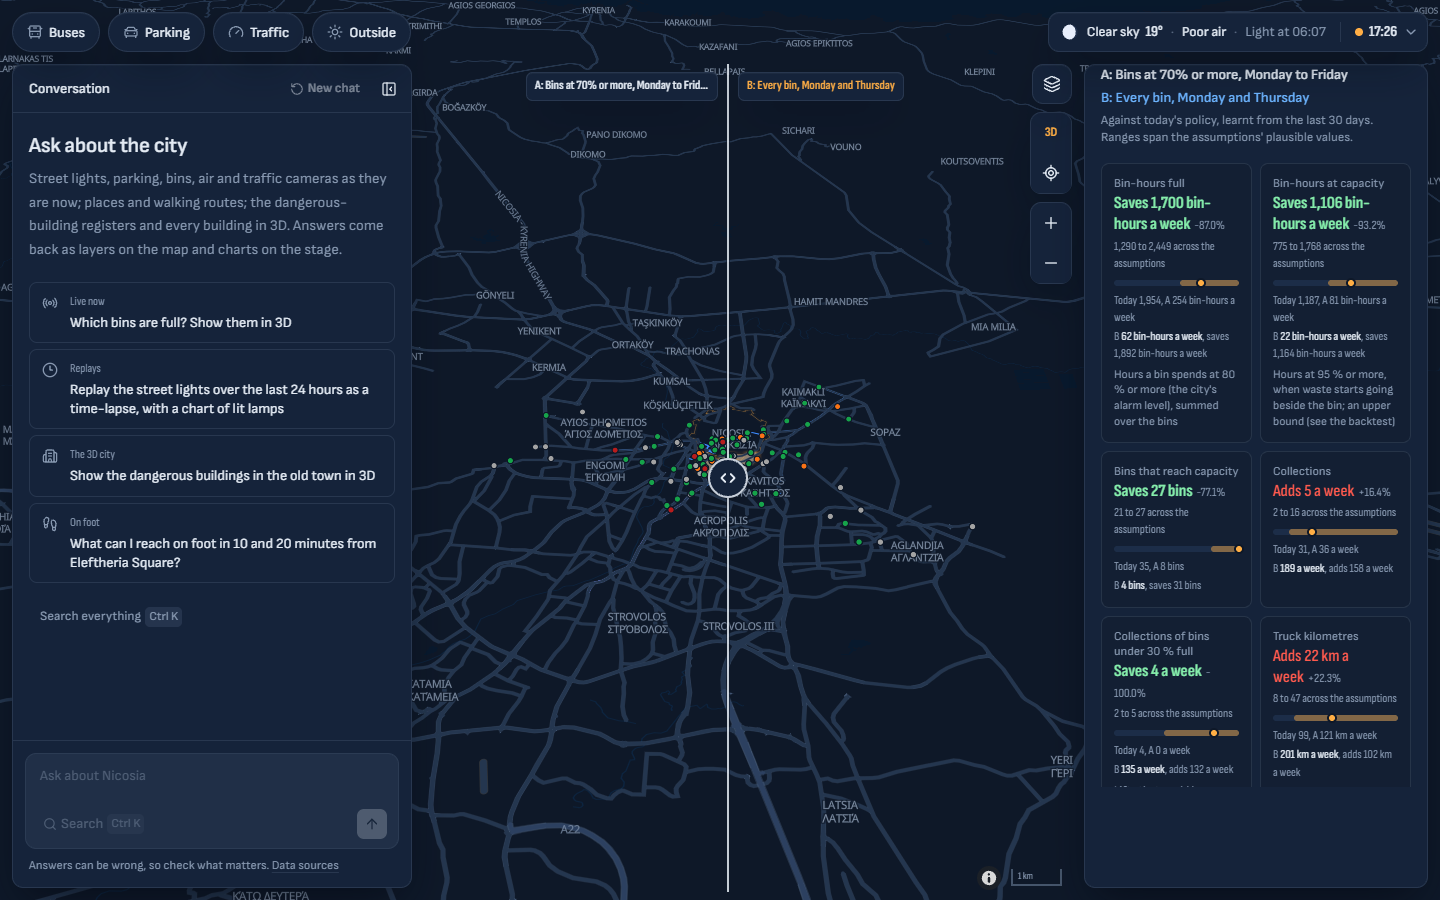 Buses
Parking
Traffic
Outside
Clear sky 19° · Poor air · Light at 06:07
17:26
Conversation
New chat
Ask about the city
Street lights, parking, bins, air and traffic cameras as they
are now; places and walking routes; the dangerous-
building registers and every building in 3D. Answers come
back as layers on the map and charts on the stage.
Live now
Which bins are full? Show them in 3D
Replays
Replay the street lights over the last 24 hours as a
time-lapse, with a chart of lit lamps
The 3D city
Show the dangerous buildings in the old town in 3D
On foot
What can I reach on foot in 10 and 20 minutes from
Eleftheria Square?
Search everything Ctrl K
Ask about Nicosia
Search Ctrl K
Answers can be wrong, so check what matters. Data sources
A: Bins at 70% or more, Monday to Frid...
B: Every bin, Monday and Thursday
AGIOS GEORGIOS
KYRENIA
TEMPLOS
KARAKOUMI
KAZAFANI
AGIOS EPIKTITOS
KLEPINI
BOĞAZKÖY
PANO DIKOMO
DIKOMO
SICHARI
VOUNO
KOUTSOVENTIS
NICOSIA - KYRENIA HIGHWAY
GÖNYELI
HAMIT MANDRES
YENIKENT
TAŞKINKÖY
ORTAKÖY
TRACHONAS
MIA MILIA
KERMIA
KUMSAL
KÖŞKLÜÇIFTLIK
KAIMAKLI
AYIOS DHOMETIOS
ΆΓΙΟΣ ΔΟΜΈΤΙΟΣ
SOPAZ
ENGOMI
ΈΓΚΩΜΗ
ACROPOLIS
ΑΚΡΌΠΟΛΙΣ
AGLANDJIA
ΑΓΛΑΝΤΖΙΆ
STROVOLOS
ΣΤΡΌΒΟΛΟΣ
STROVOLOS III
YERI
ΓΈΡΙ
LATSIA
ΛΑΤΣΙΆ
A22
ΚΆΤΩ ΔΕΥΤΕΡΆ
3D
1 km
A: Bins at 70% or more, Monday to Friday
B: Every bin, Monday and Thursday
Against today's policy, learnt from the last 30 days.
Ranges span the assumptions' plausible values.
Bin-hours full
Saves 1,700 bin-
hours a week -87.0%
1,290 to 2,449 across the
assumptions
Today 1,954, A 254 bin-hours a
week
B 62 bin-hours a week, saves
1,892 bin-hours a week
Hours a bin spends at 80
% or more (the city's
alarm level), summed
over the bins
Bin-hours at capacity
Saves 1,106 bin-
hours a week -93.2%
775 to 1,768 across the
assumptions
Today 1,187, A 81 bin-hours a
week
B 22 bin-hours a week, saves
1,164 bin-hours a week
Hours at 95 % or more,
when waste starts going
beside the bin; an upper
bound (see the backtest)
Bins that reach capacity
Saves 27 bins -77.1%
21 to 27 across the
assumptions
Today 35, A 8 bins
B 4 bins, saves 31 bins
Collections
Adds 5 a week +16.4%
2 to 16 across the assumptions
Today 31, A 36 a week
B 189 a week, adds 158 a week
Collections of bins
under 30 % full
Saves 4 a week -
100.0%
2 to 5 across the assumptions
Today 4, A 0 a week
B 135 a week, adds 132 a week
Truck kilometres
Adds 22 km a
week +22.3%
8 to 47 across the assumptions
Today 99, A 121 km a week
B 201 km a week, adds 102 km
a week